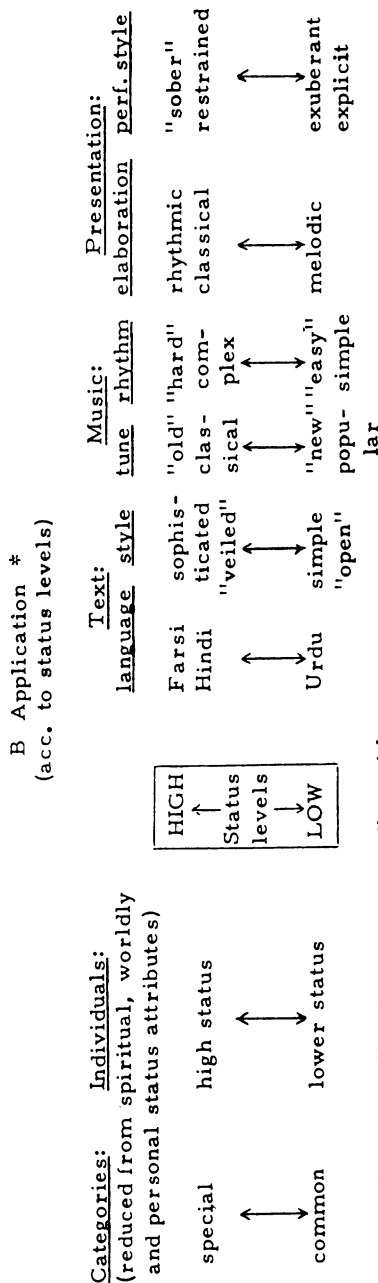 B Application *
(acc. to status levels)
Categories: Individuals:
(reduced from spiritual, worldly
and personal status attributes)
special high status
common lower status
HIGH
Status
levels
LOW
Text: Music: Presentation:
language style tune rhythm elaboration perf. style
Farsi sophis- "old" "hard" rhythmic "sober"
Hindi ticated clas- com- classical restrained
"veiled" sical plex
Urdu simple "new" "easy" melodic exuberant
"open" popu- simple explicit
lar